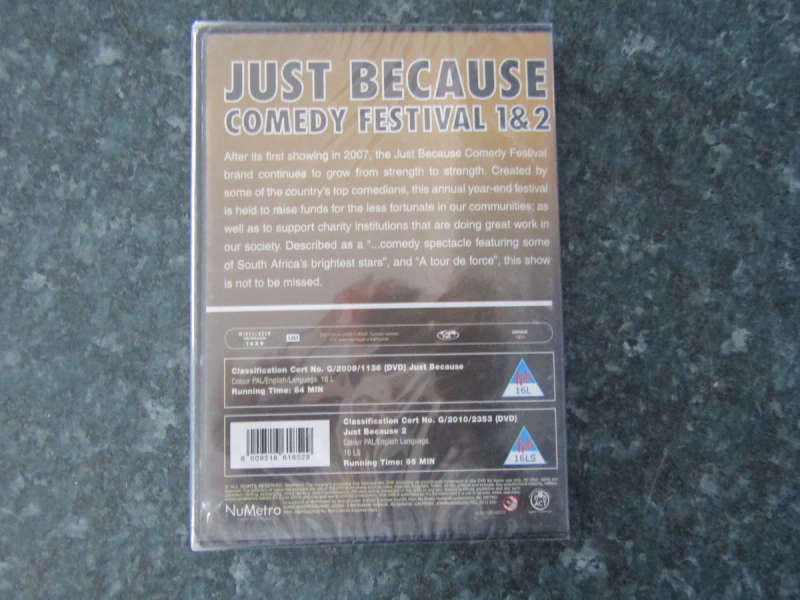 JUST BECAUSE
COMEDY FESTIVAL 1&2
After its first showing in 2007, the Just Because Comedy Festival
brand continues to grow from strength to strength. Created by
some of the country's top comedians, this annual year-end festival
is held to raise funds for the less fortunate in our communities; as
well as to support charity institutions that are doing great work in
our society. Described as a "...comedy spectacle featuring some
of South Africa's brightest stars", and "A tour de force", this show
is not to be missed.
WIDESCREEN
16X9
Classification Cert No. G/2009/1136 (DVD) Just Because
Colour PAL/English/Language. 16 L
Running Time: 84 MIN
16L
Classification Cert No. G/2010/2353 (DVD)
Just Because 2
Colour PAL/English Language.
16 LS
Running Time: 96 MIN
16LS
NuMetro